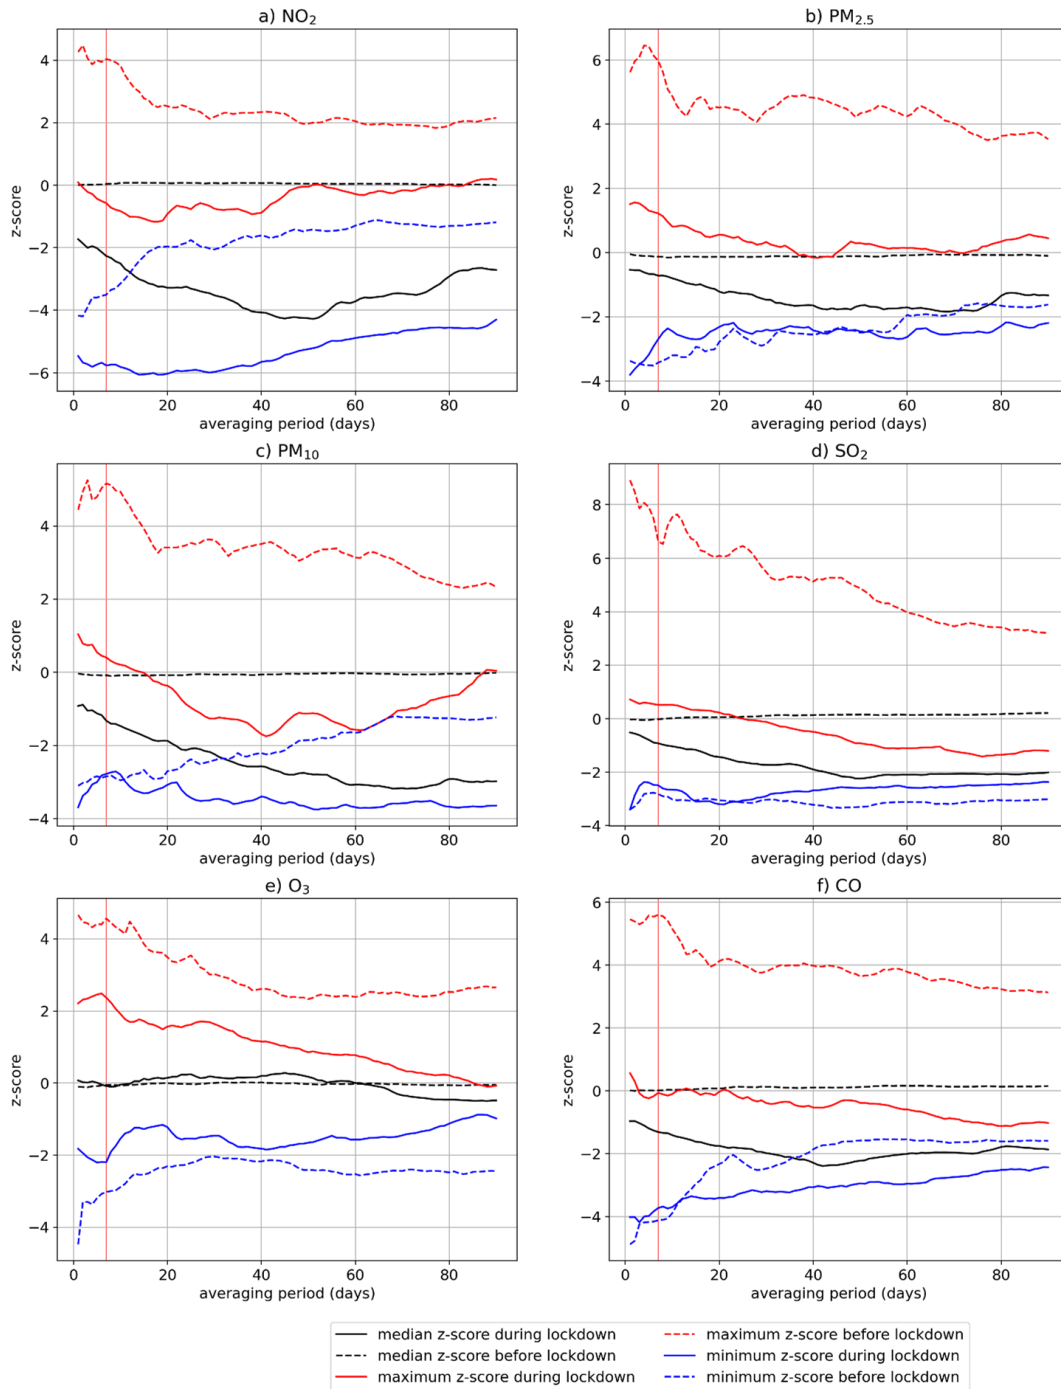 a) NO₂
4
2
0
−2
−4
−6
z-score
0 20 40 60 80
averaging period (days)
b) PM₂.₅
6
4
2
0
−2
−4
z-score
0 20 40 60 80
averaging period (days)
c) PM₁₀
4
2
0
−2
−4
z-score
0 20 40 60 80
averaging period (days)
d) SO₂
8
6
4
2
0
−2
−4
z-score
0 20 40 60 80
averaging period (days)
e) O₃
4
2
0
−2
−4
z-score
0 20 40 60 80
averaging period (days)
f) CO
6
4
2
0
−2
−4
z-score
0 20 40 60 80
averaging period (days)
median z-score during lockdown
median z-score before lockdown
maximum z-score during lockdown
maximum z-score before lockdown
minimum z-score during lockdown
minimum z-score before lockdown